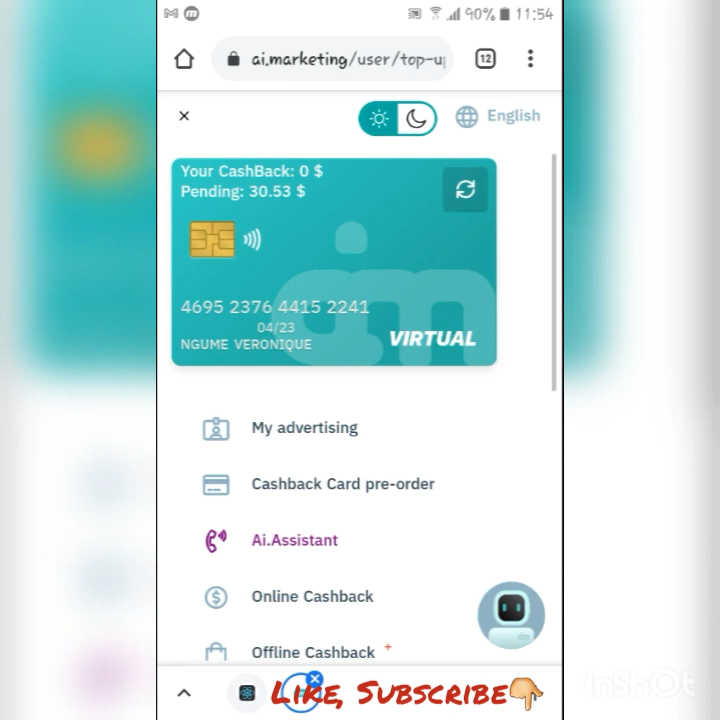 90% 11:54
ai.marketing/user/top-u
12
English
Your CashBack: 0 $
Pending: 30.53 $
4695 2376 4415 2241
04/23
NGUME VERONIQUE
VIRTUAL
My advertising
Cashback Card pre-order
Ai.Assistant
Online Cashback
Offline Cashback +
Like, Subscribe
InShOt